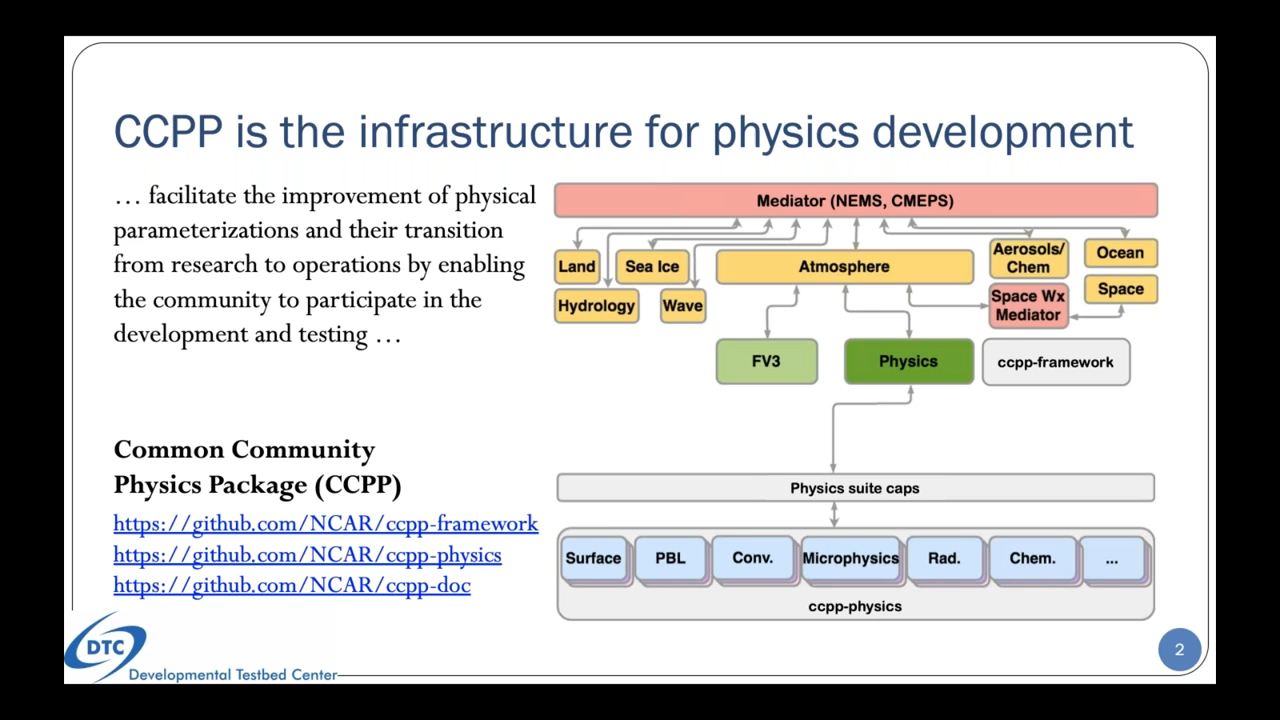 CCPP is the infrastructure for physics development
… facilitate the improvement of physical
parameterizations and their transition
from research to operations by enabling
the community to participate in the
development and testing …
Common Community
Physics Package (CCPP)
https://github.com/NCAR/ccpp-framework
https://github.com/NCAR/ccpp-physics
https://github.com/NCAR/ccpp-doc
Mediator (NEMS, CMEPS)
Land
Sea Ice
Atmosphere
Aerosols/
Chem
Ocean
Hydrology
Wave
Space Wx
Mediator
Space
FV3
Physics
ccpp-framework
Physics suite caps
Surface
PBL
Conv.
Microphysics
Rad.
Chem.
...
ccpp-physics
DTC
Developmental Testbed Center
2